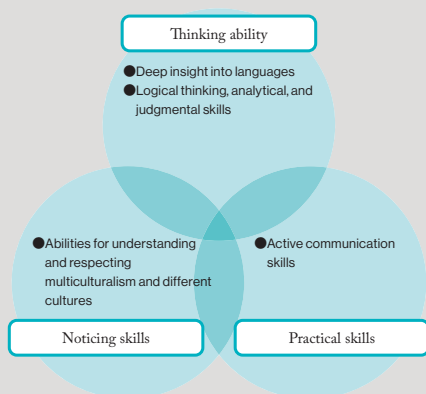 Thinking ability
●Deep insight into languages
●Logical thinking, analytical, and
judgmental skills
●Abilities for understanding
and respecting
multiculturalism and different
cultures
●Active communication
skills
Noticing skills
Practical skills